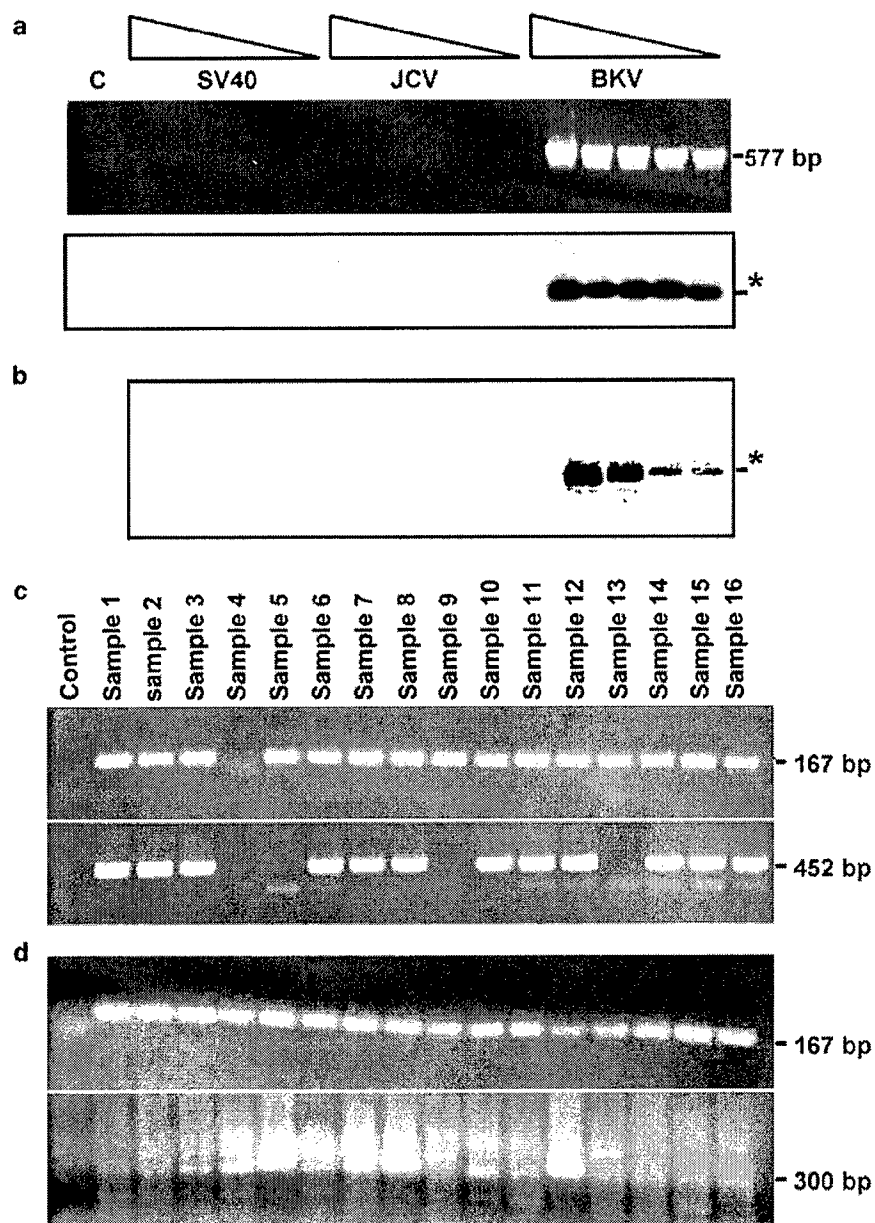 a
C SV40 JCV BKV
577 bp
*
b
*
c
Control Sample 1 sample 2 Sample 3 Sample 4 Sample 5 Sample 6 Sample 7 Sample 8 Sample 9 Sample 10 Sample 11 Sample 12 Sample 13 Sample 14 Sample 15 Sample 16
167 bp
452 bp
d
167 bp
300 bp